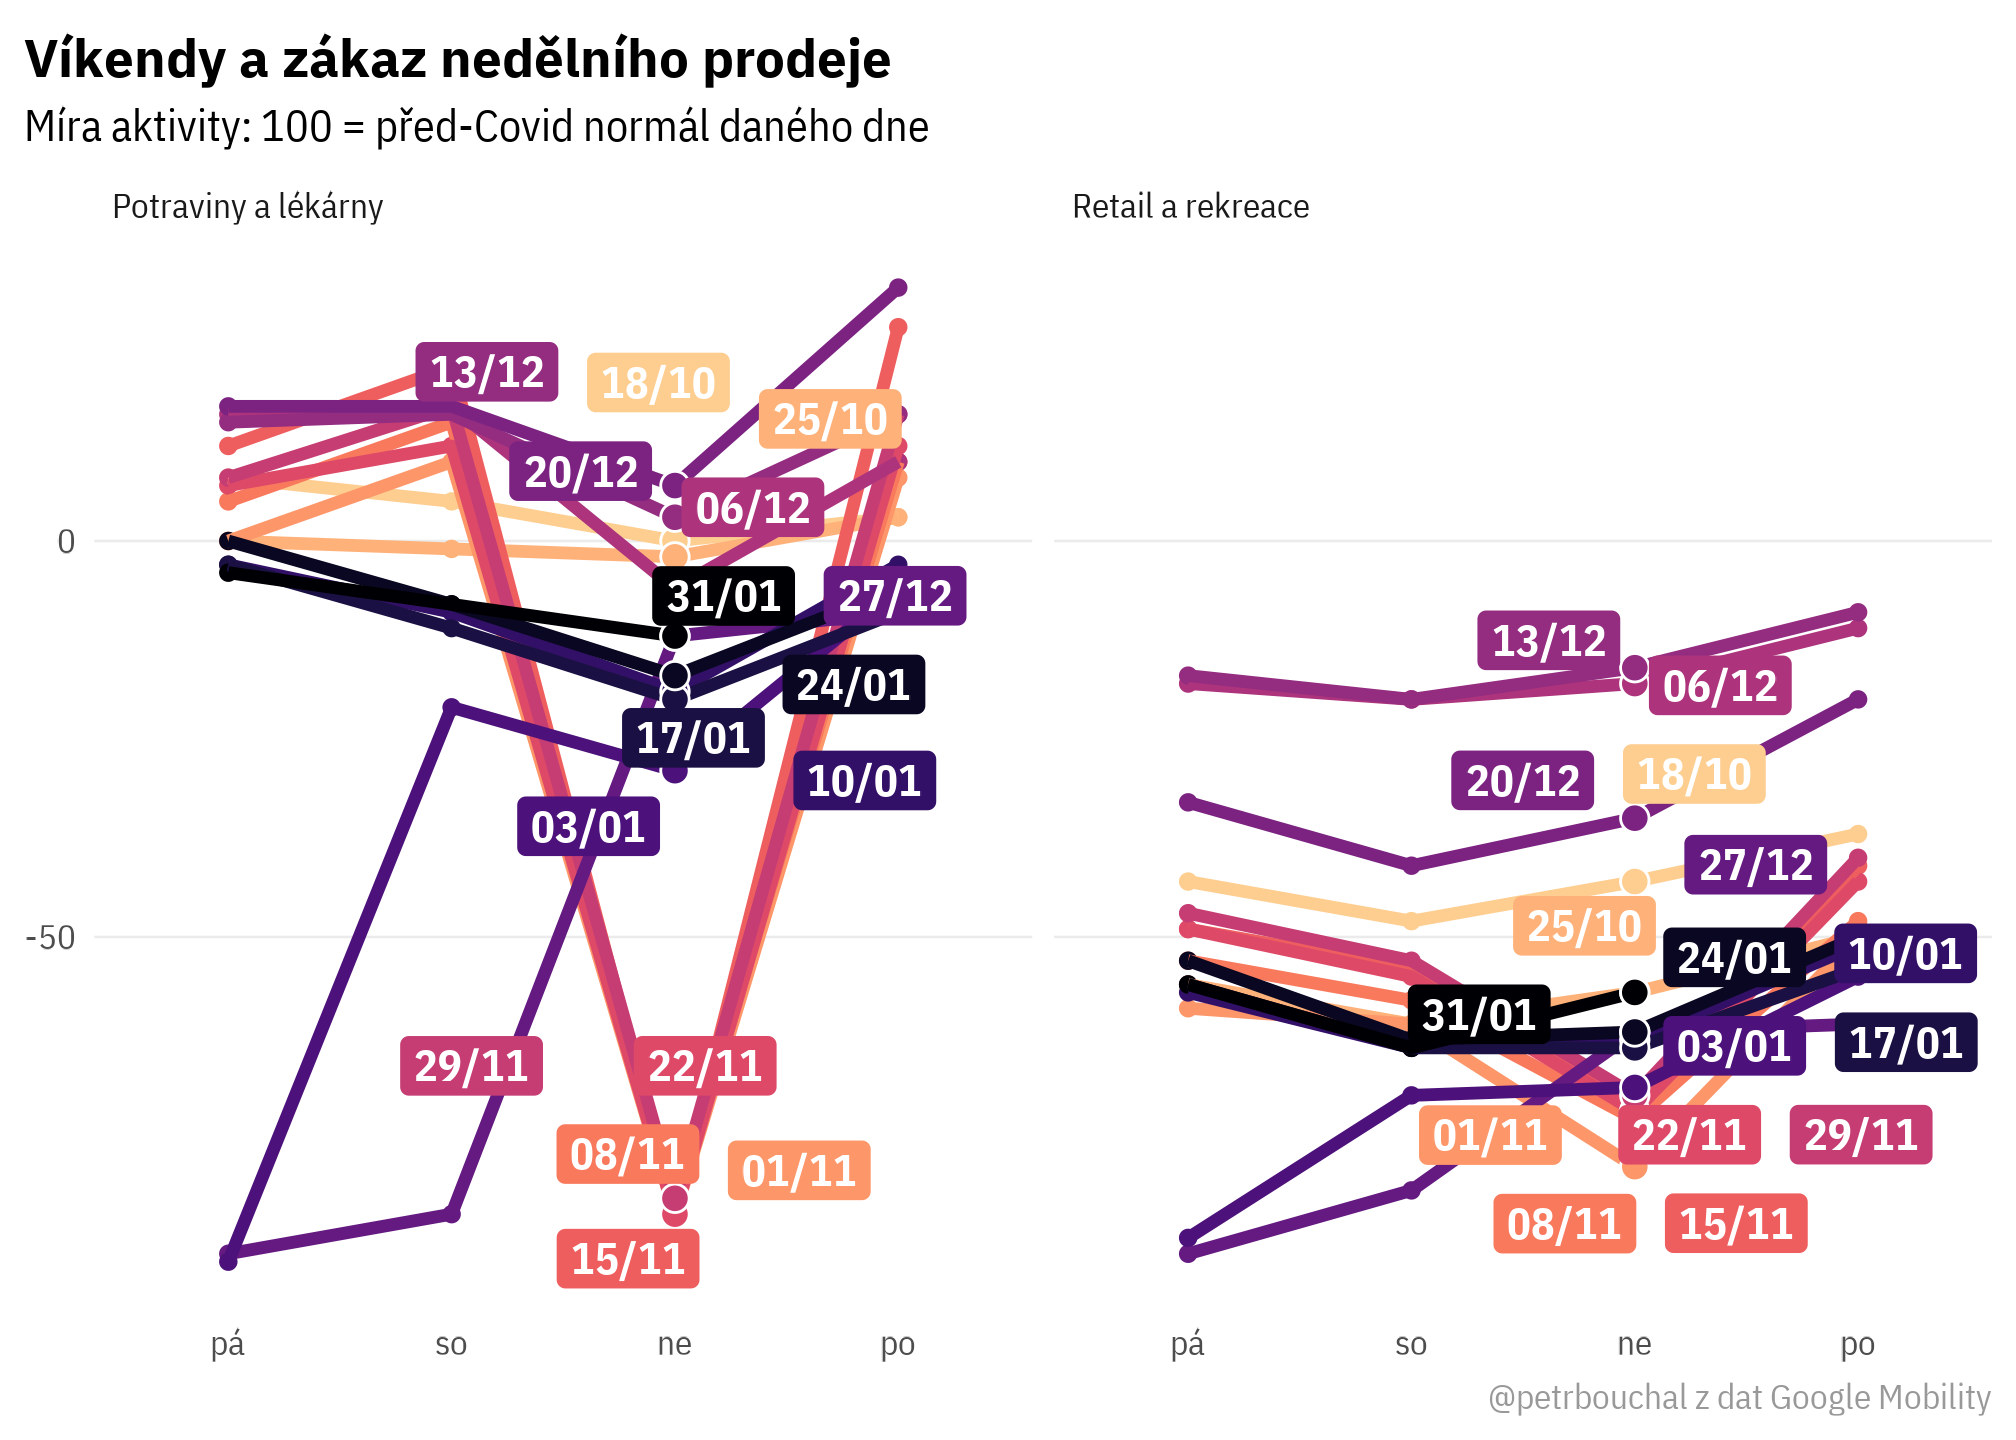 Víkendy a zákaz nedělního prodeje
Míra aktivity: 100 = před-Covid normál daného dne
Potraviny a lékárny
13/12
18/10
25/10
20/12
06/12
0
31/01
27/12
24/01
17/01
10/01
03/01
-50
29/11
22/11
08/11
01/11
15/11
pá
so
ne
po
Retail a rekreace
13/12
06/12
20/12
18/10
27/12
25/10
24/01
10/01
31/01
03/01
17/01
01/11
22/11
29/11
08/11
15/11
pá
so
ne
po
@petrbouchal z dat Google Mobility